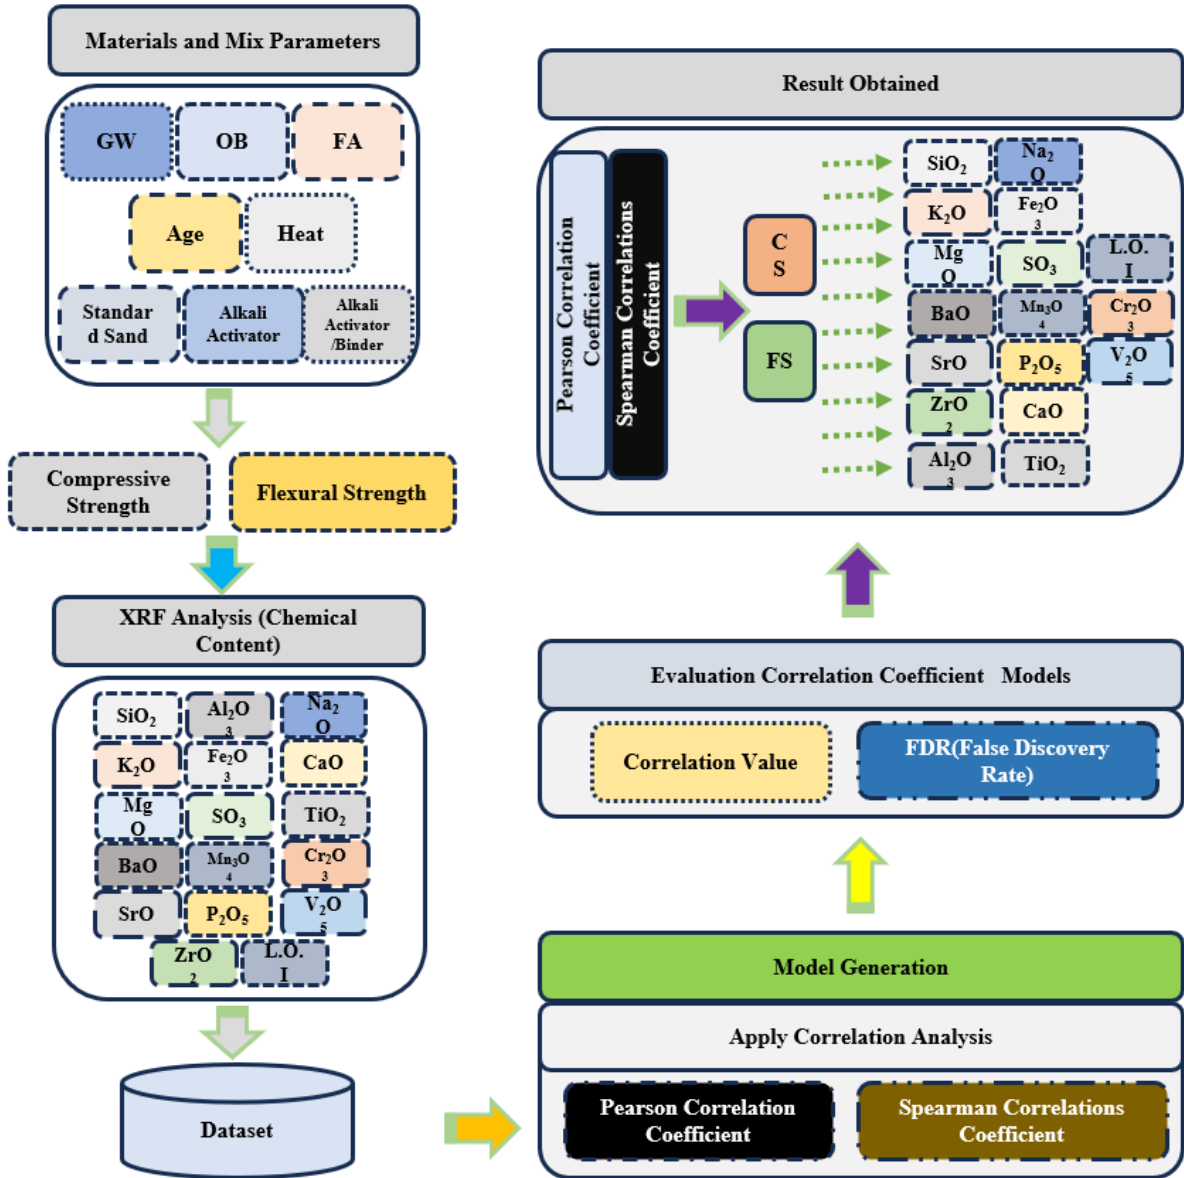 Materials and Mix Parameters
GW
OB
FA
Age
Heat
Standar
d Sand
Alkali
Activator
Alkali
Activator
/Binder
Compressive
Strength
Flexural Strength
XRF Analysis (Chemical
Content)
SiO₂
Al₂O
₃
Na₂
O
K₂O
Fe₂O
₃
CaO
Mg
O
SO₃
TiO₂
BaO
Mn₃O
₄
Cr₂O
₃
SrO
P₂O₅
V₂O
₅
ZrO
₂
L.O.
I
Dataset
Model Generation
Apply Correlation Analysis
Pearson Correlation
Coefficient
Spearman Correlations
Coefficient
Evaluation Correlation Coefficient Models
Correlation Value
FDR(False Discovery
Rate)
Result Obtained
Pearson Correlation
Coefficient
Spearman Correlations
Coefficient
C
S
FS
SiO₂
Na₂
O
K₂O
Fe₂O
₃
Mg
O
SO₃
L.O.
I
BaO
Mn₃O
₄
Cr₂O
₃
SrO
P₂O₅
V₂O
₅
ZrO
₂
CaO
Al₂O
₃
TiO₂